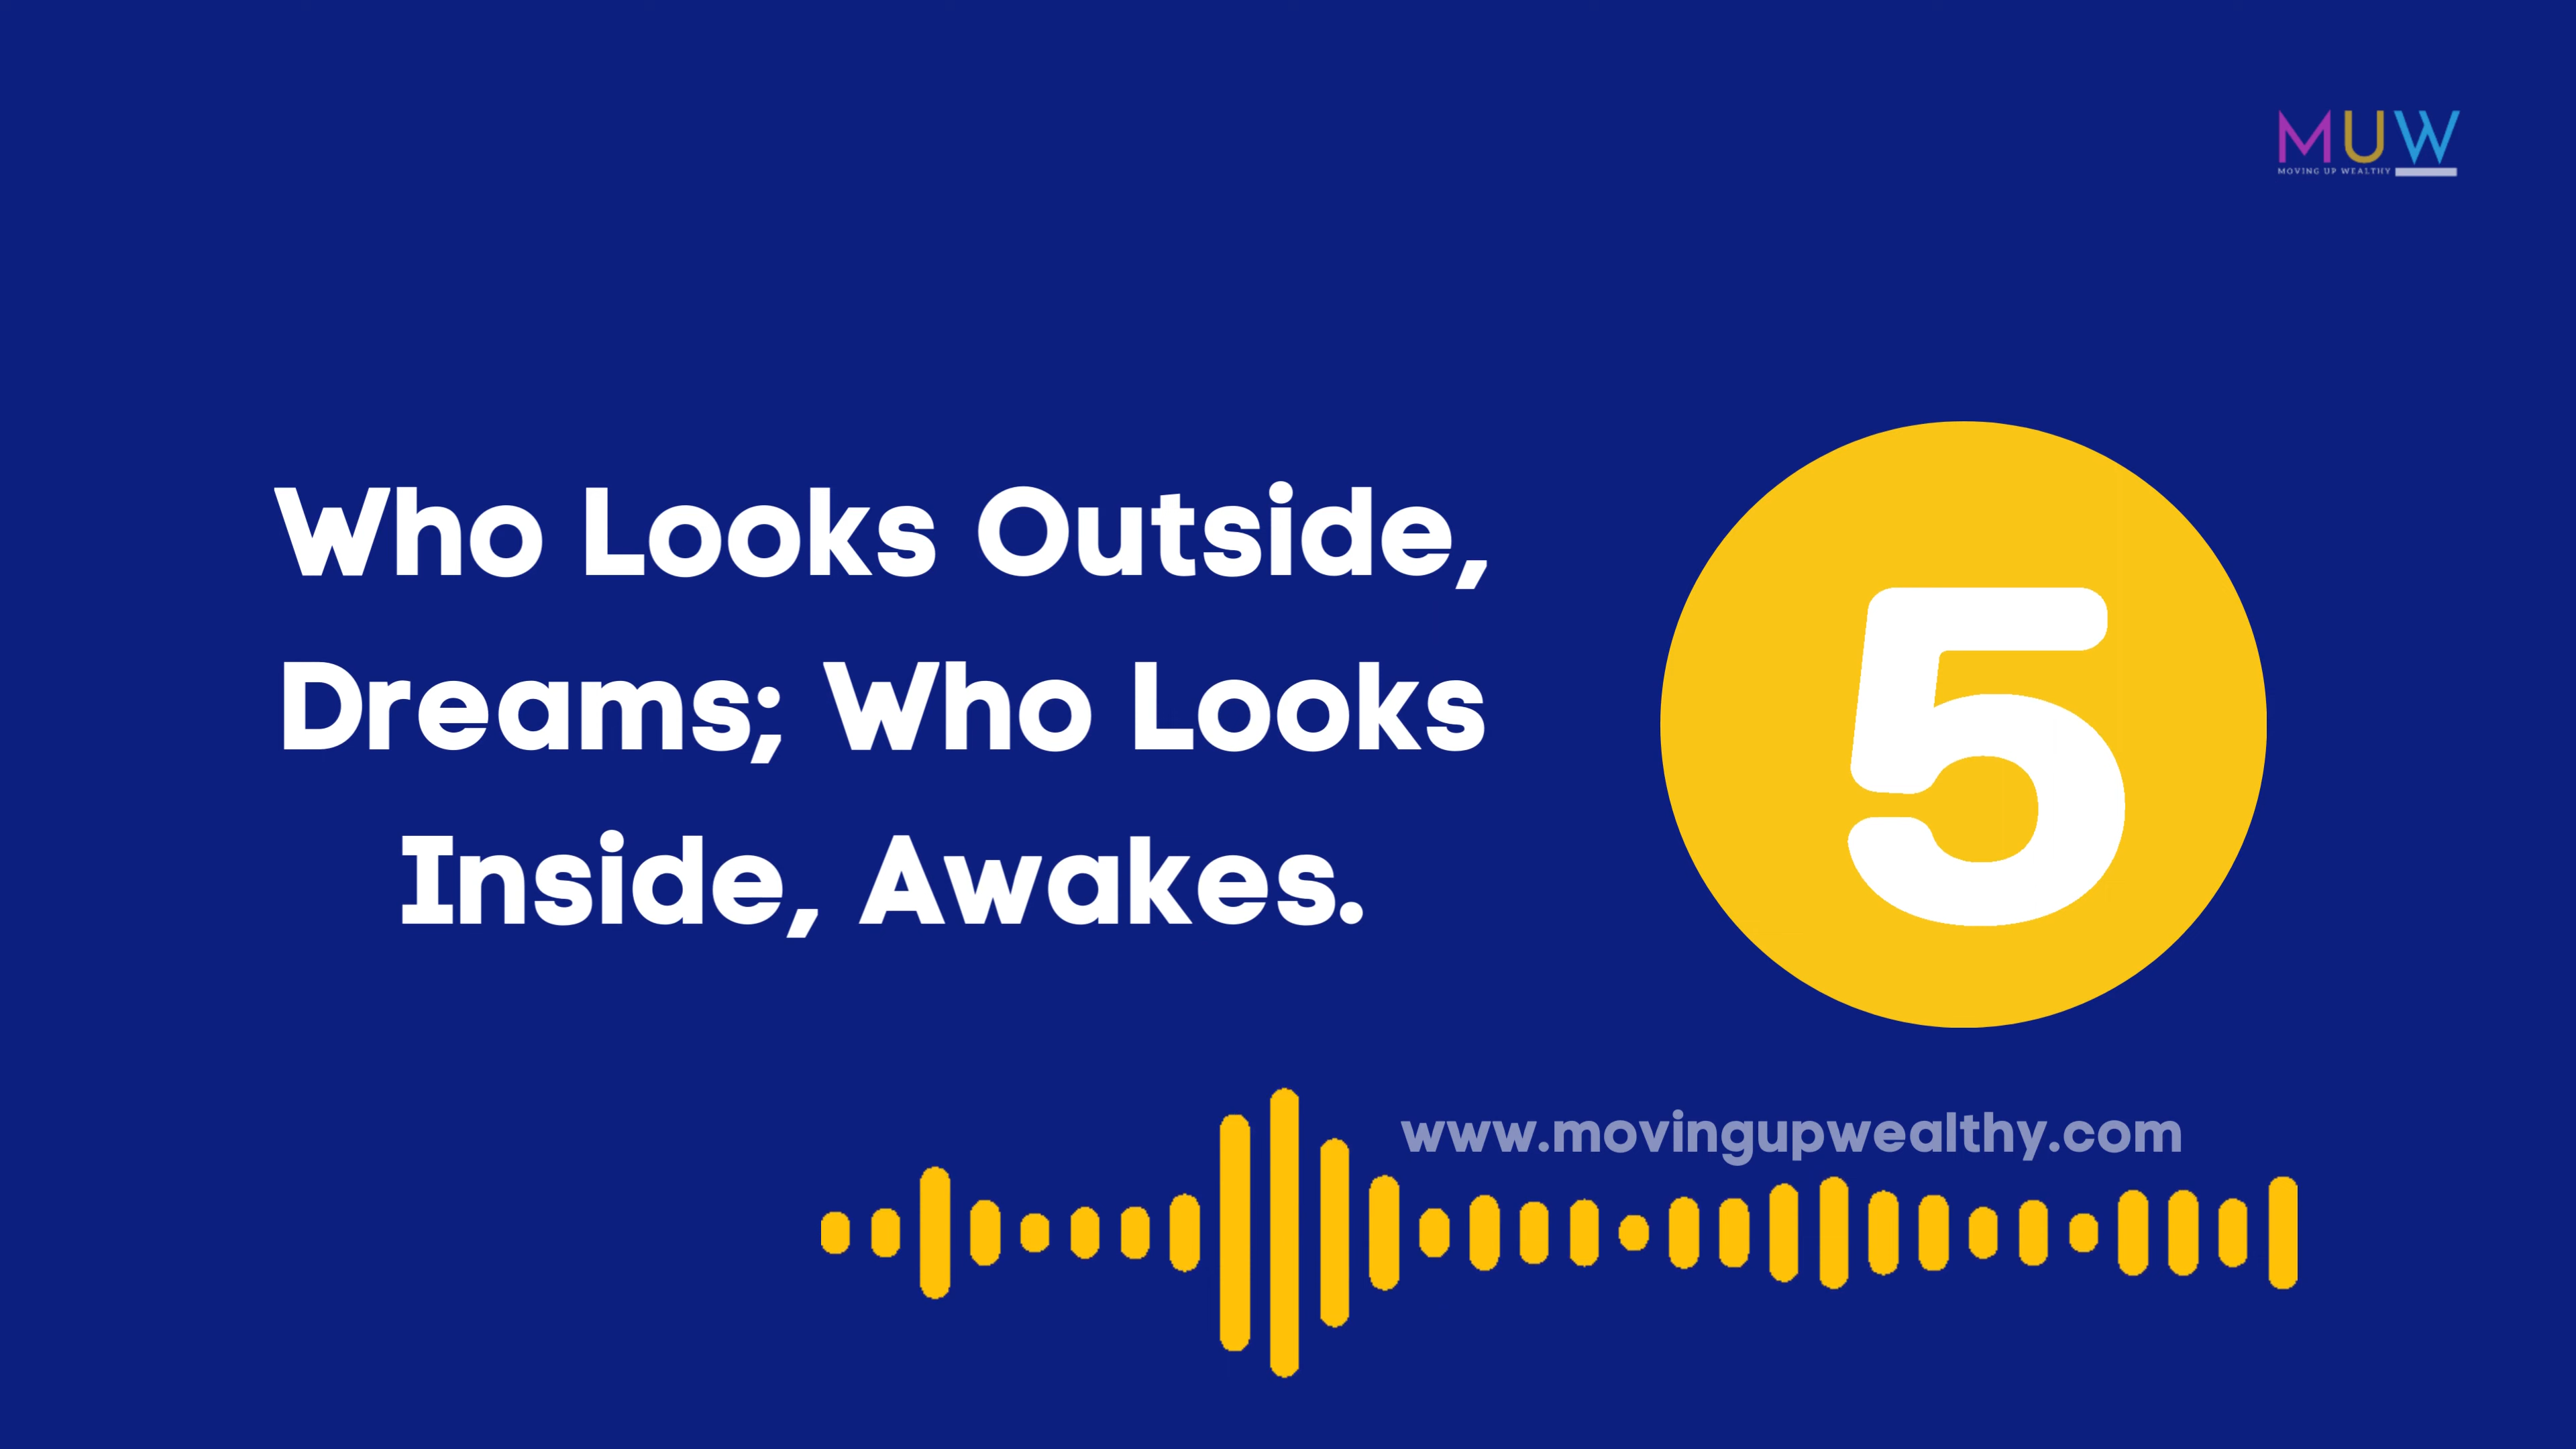 MUW
MOVING UP WEALTHY
Who Looks Outside,
Dreams; Who Looks
Inside, Awakes.
5
www.movingupwealthy.com